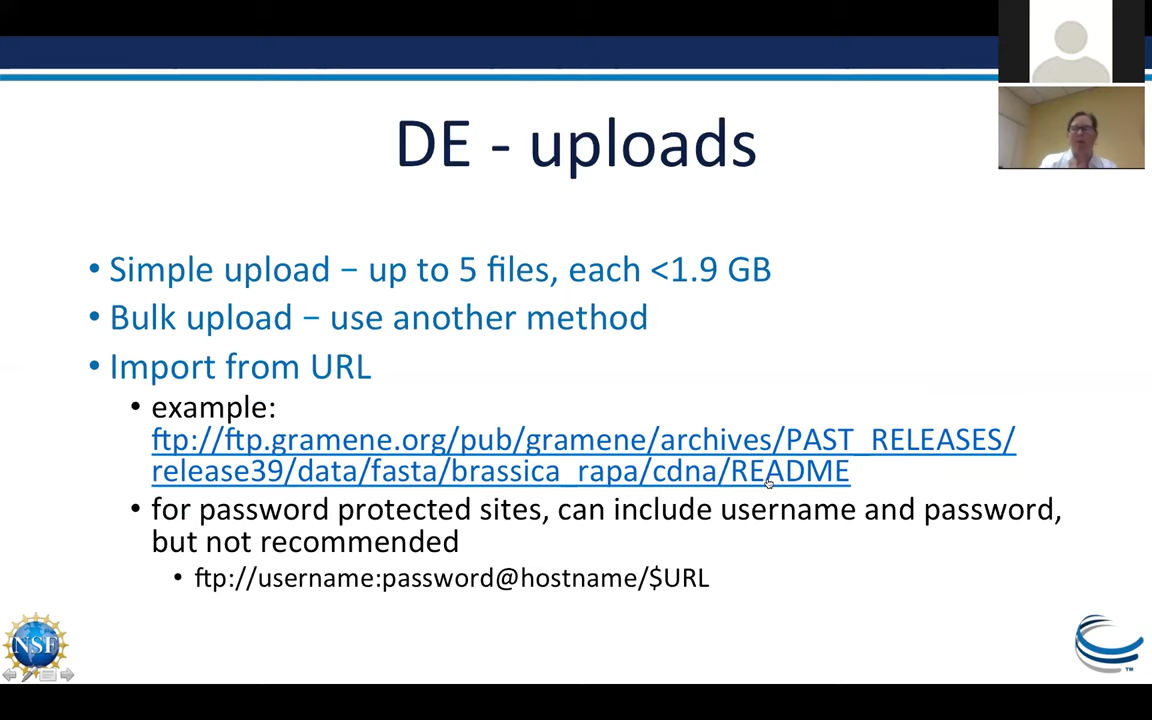 DE - uploads
• Simple upload – up to 5 files, each <1.9 GB
• Bulk upload – use another method
• Import from URL
• example:
ftp://ftp.gramene.org/pub/gramene/archives/PAST_RELEASES/
release39/data/fasta/brassica_rapa/cdna/README
• for password protected sites, can include username and password,
but not recommended
• ftp://username:password@hostname/$URL
NSF
TM